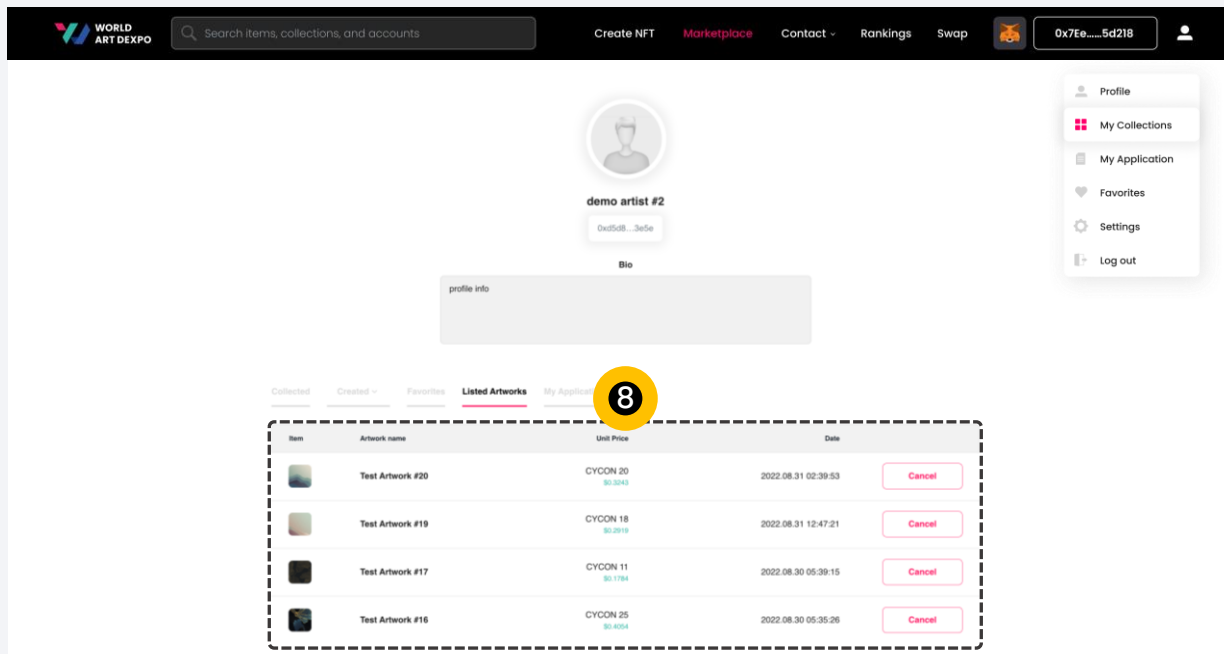 WORLD
ART DEXPO
Search items, collections, and accounts
Create NFT
Marketplace
Contact
Rankings
Swap
0x7Ee......5d218
Profile
My Collections
My Application
Favorites
Settings
Log out
demo artist #2
0xd5d8...3e5e
Bio
profile info
Collected
Created
Favorites
Listed Artworks
My Applicat
8
Item Artwork name Unit Price Date
Test Artwork #20 CYCON 20 2022.08.31 02:39:53 Cancel
$0.3243
Test Artwork #19 CYCON 18 2022.08.31 12:47:21 Cancel
$0.2919
Test Artwork #17 CYCON 11 2022.08.30 05:39:15 Cancel
$0.1784
Test Artwork #16 CYCON 25 2022.08.30 05:35:26 Cancel
$0.4054